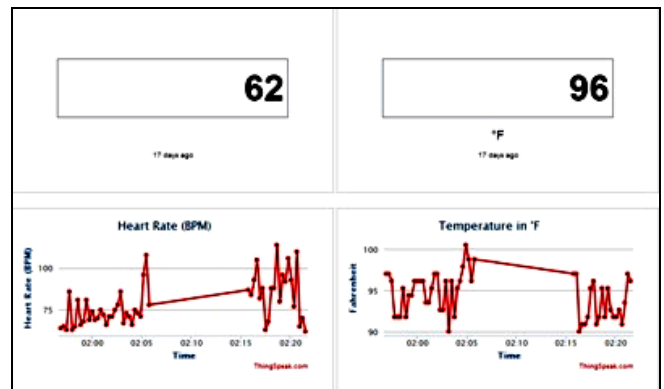 62
17 days ago
96
°F
17 days ago
Heart Rate (BPM)
Heart Rate (BPM)
100
75
02:00
02:05
02:10
02:15
02:20
Time
ThingSpeak.com
Temperature in °F
Fahrenheit
100
95
90
02:00
02:05
02:10
02:15
02:20
Time
ThingSpeak.com